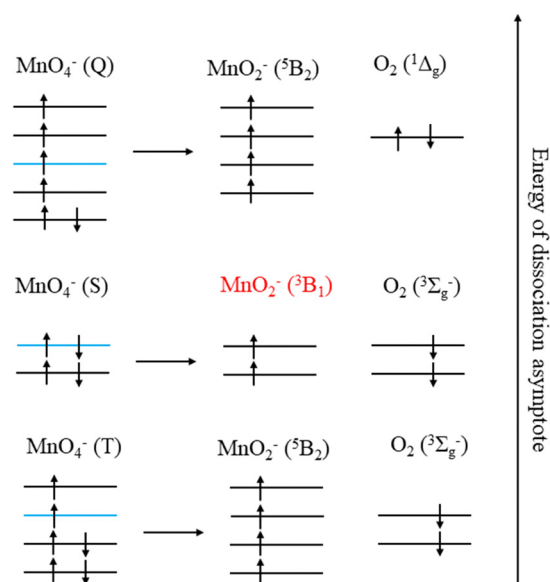 MnO₄⁻ (Q) MnO₂⁻ (⁵B₂) O₂ (¹Δg)
MnO₄⁻ (S) MnO₂⁻ (³B₁) O₂ (³Σg⁻)
MnO₄⁻ (T) MnO₂⁻ (⁵B₂) O₂ (³Σg⁻)
Energy of dissociation asymptote